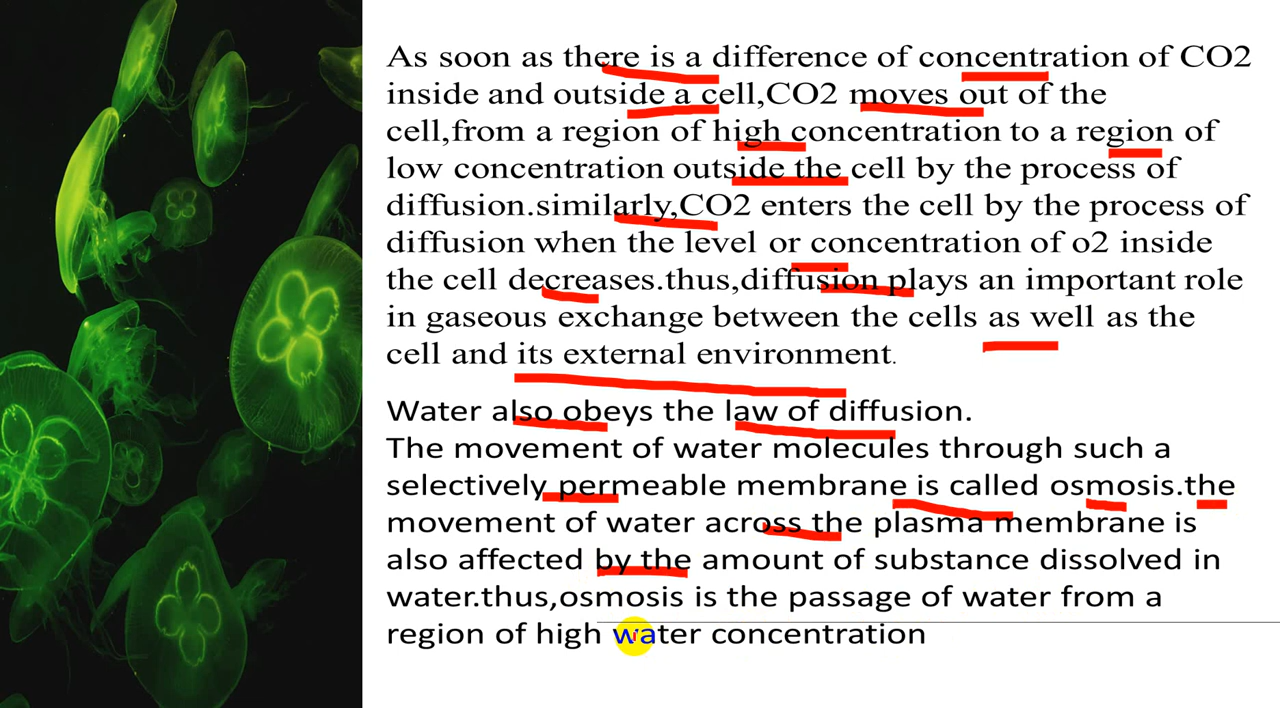 As soon as there is a difference of concentration of CO2
inside and outside a cell,CO2 moves out of the
cell,from a region of high concentration to a region of
low concentration outside the cell by the process of
diffusion.similarly,CO2 enters the cell by the process of
diffusion when the level or concentration of o2 inside
the cell decreases.thus,diffusion plays an important role
in gaseous exchange between the cells as well as the
cell and its external environment.
Water also obeys the law of diffusion.
The movement of water molecules through such a
selectively permeable membrane is called osmosis.the
movement of water across the plasma membrane is
also affected by the amount of substance dissolved in
water.thus,osmosis is the passage of water from a
region of high water concentration